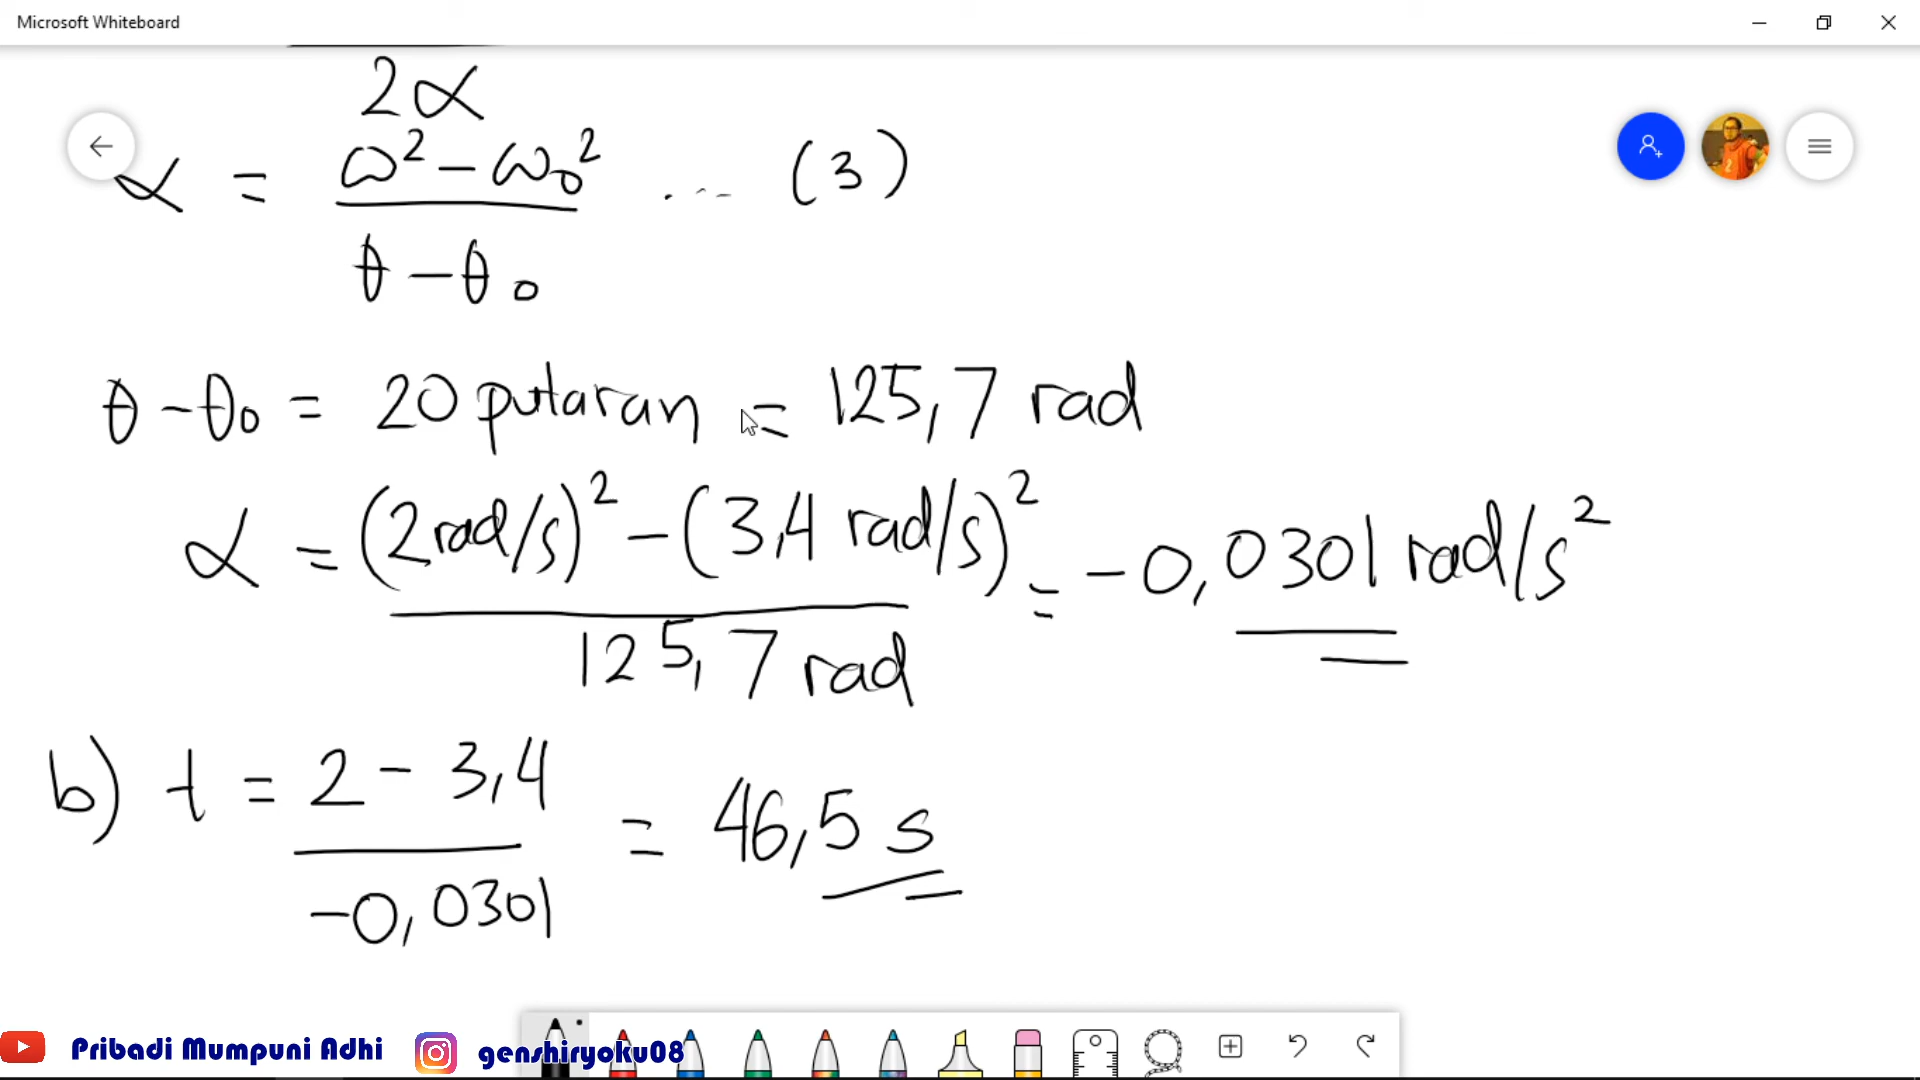 Microsoft Whiteboard
2α
α = ω² - ω₀² / θ - θ₀ ... (3)
θ - θ₀ = 20 putaran = 125,7 rad
α = (2 rad/s)² - (3,4 rad/s)² / 125,7 rad = -0,0301 rad/s²
b) t = 2 - 3,4 / -0,0301 = 46,5 s
Pribadi Mumpuni Adhi
genshiryoku08